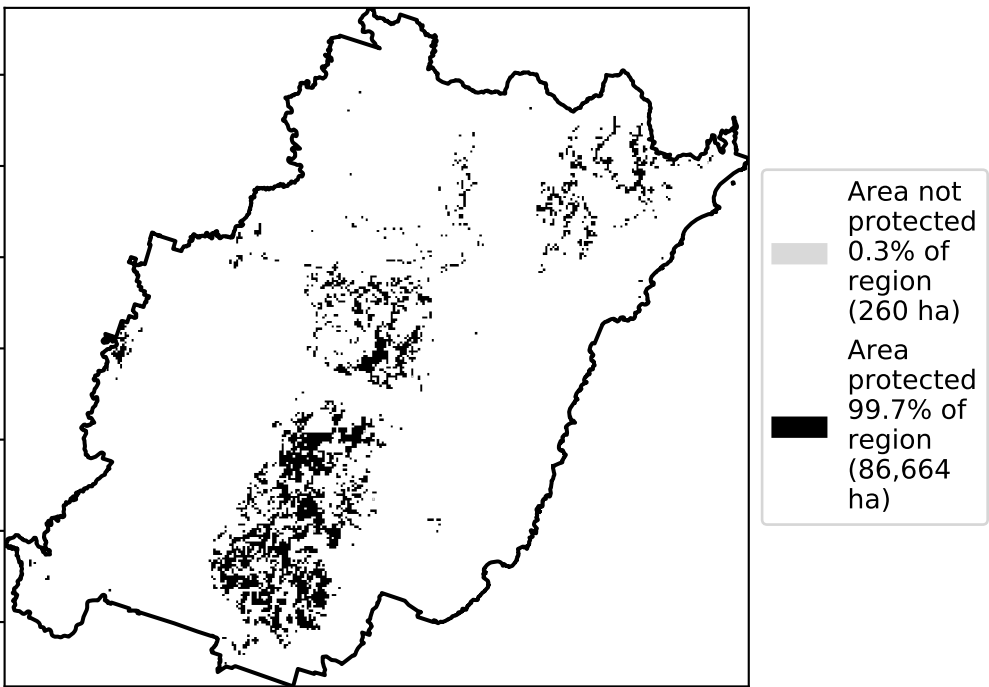 Area not
protected
0.3% of
region
(260 ha)
Area
protected
99.7% of
region
(86,664
ha)